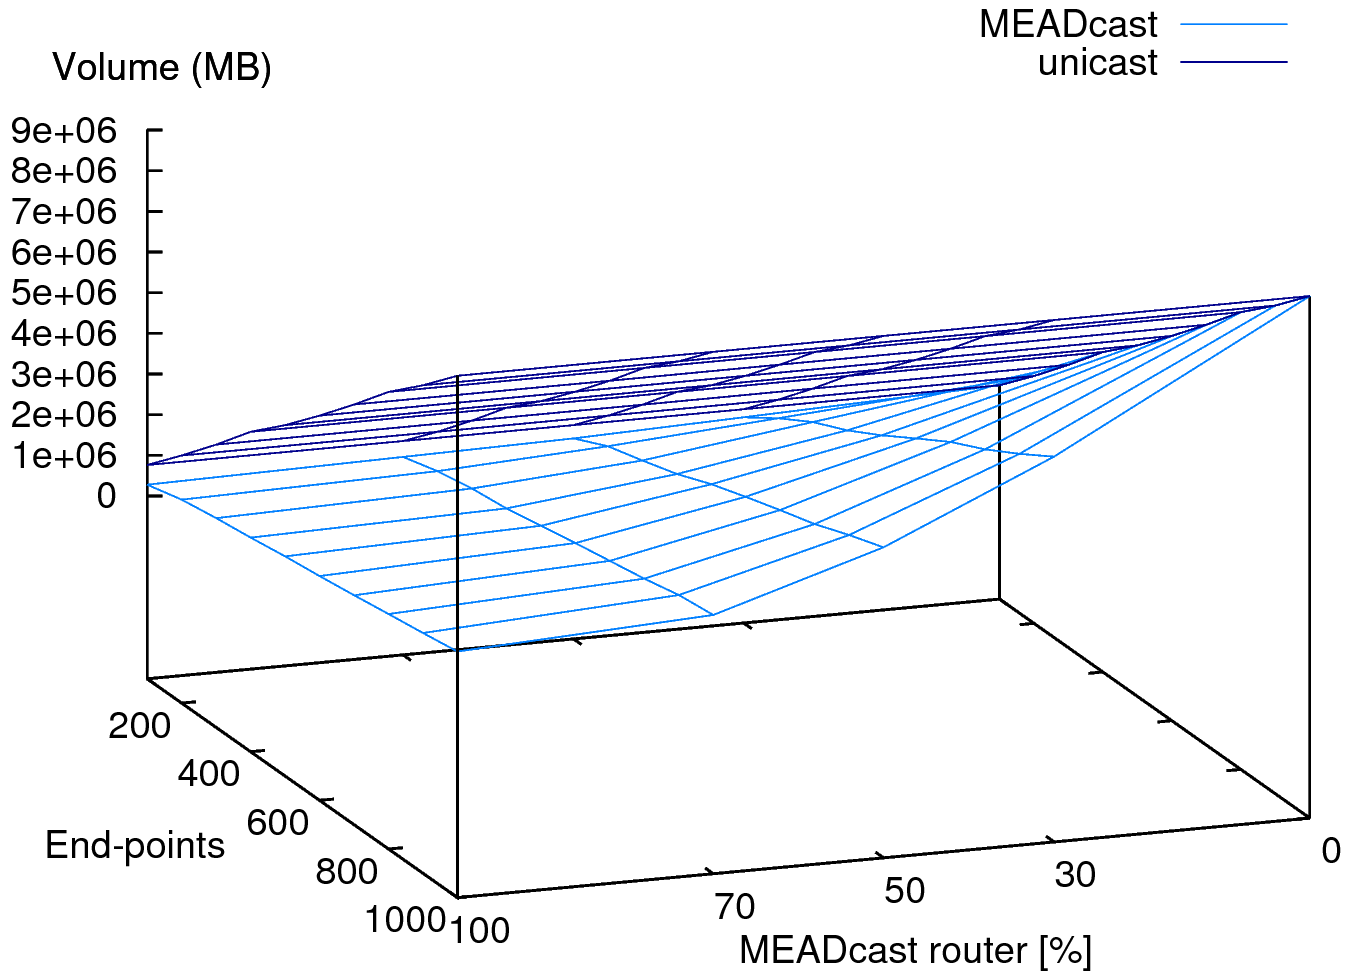 MEADcast
unicast
Volume (MB)
9e+06
8e+06
7e+06
6e+06
5e+06
4e+06
3e+06
2e+06
1e+06
0
200
400
600
800
1000
End-points
100
70
50
30
0
MEADcast router [%]